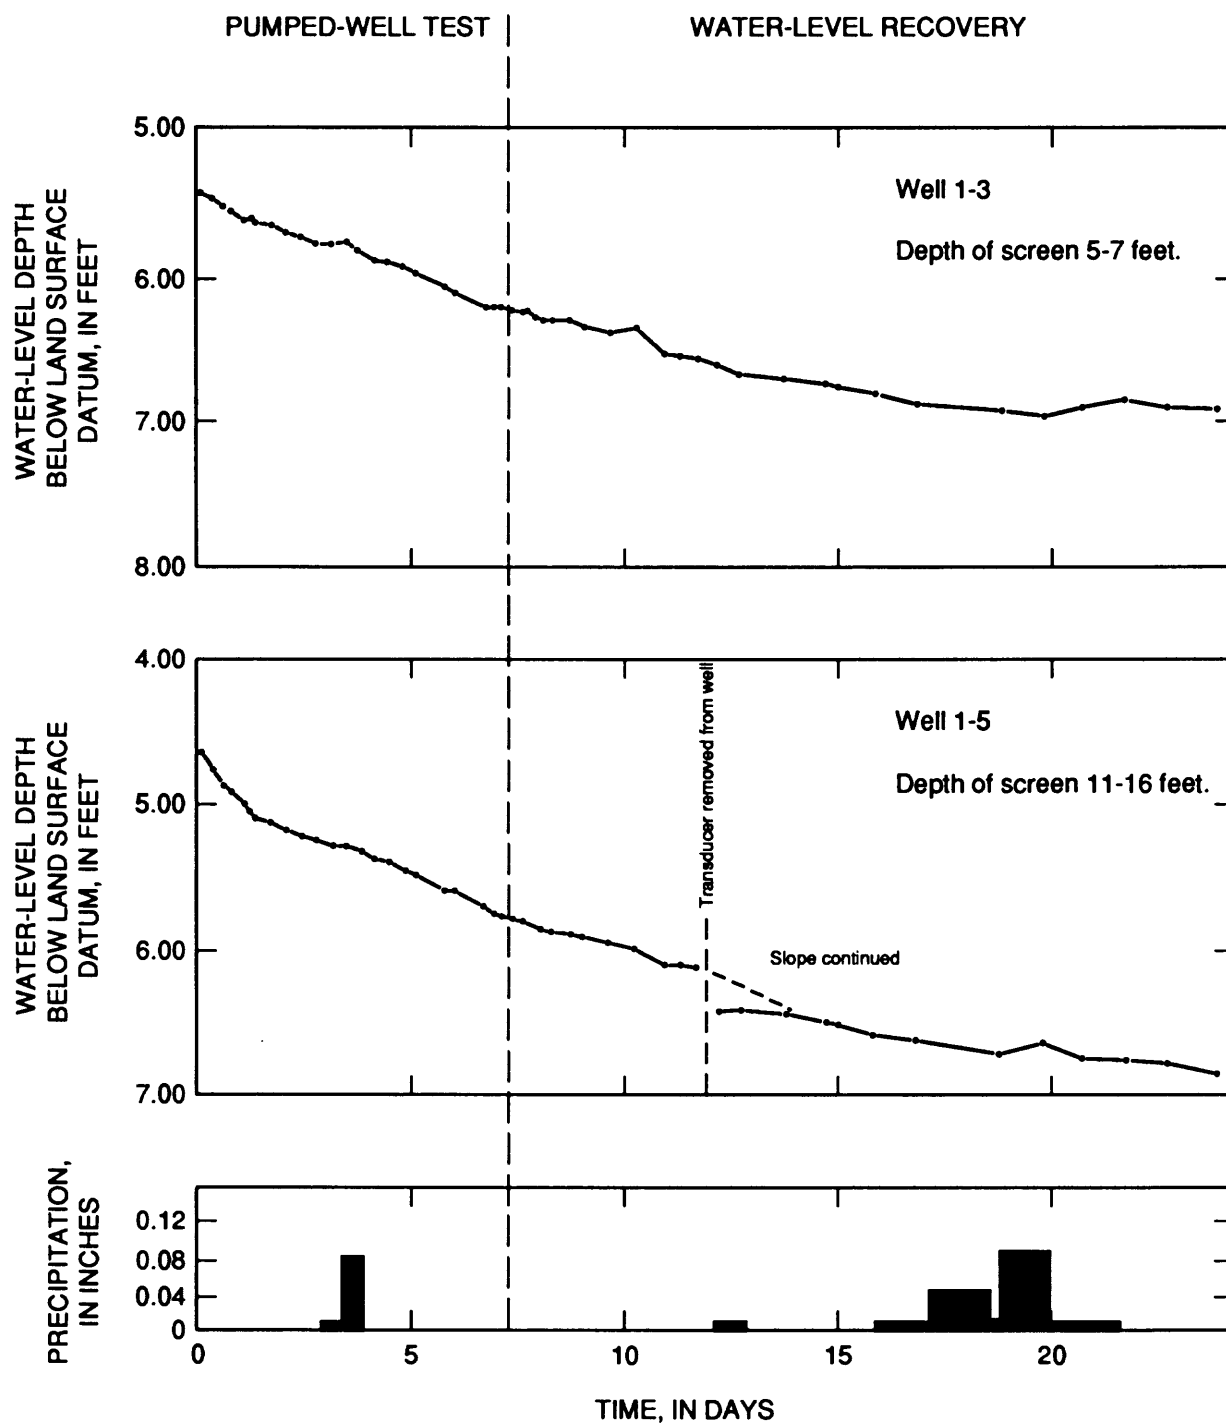 PUMPED-WELL TEST
WATER-LEVEL RECOVERY
WATER-LEVEL DEPTH
BELOW LAND SURFACE
DATUM, IN FEET
5.00
6.00
7.00
8.00
Well 1-3
Depth of screen 5-7 feet.
WATER-LEVEL DEPTH
BELOW LAND SURFACE
DATUM, IN FEET
4.00
5.00
6.00
7.00
Transducer removed from well
Well 1-5
Depth of screen 11-16 feet.
Slope continued
PRECIPITATION,
IN INCHES
0.12
0.08
0.04
0
0 5 10 15 20
TIME, IN DAYS